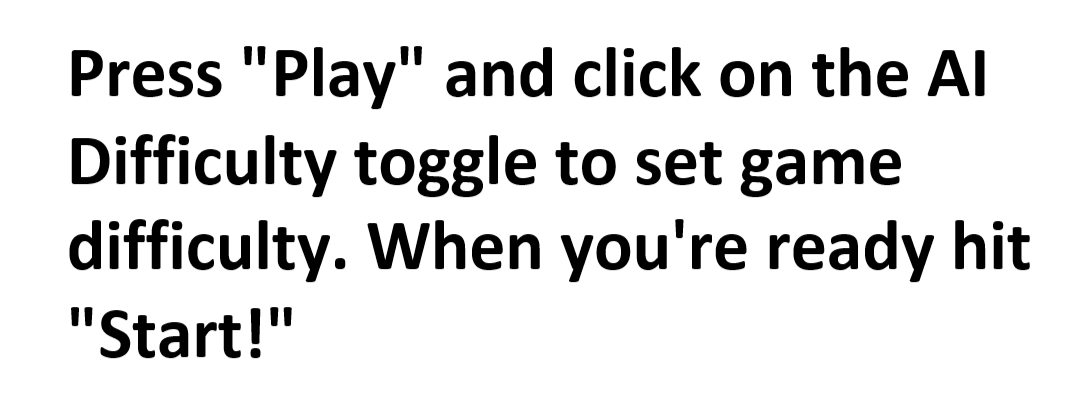 Press "Play" and click on the AI
Difficulty toggle to set game
difficulty. When you're ready hit
"Start!"